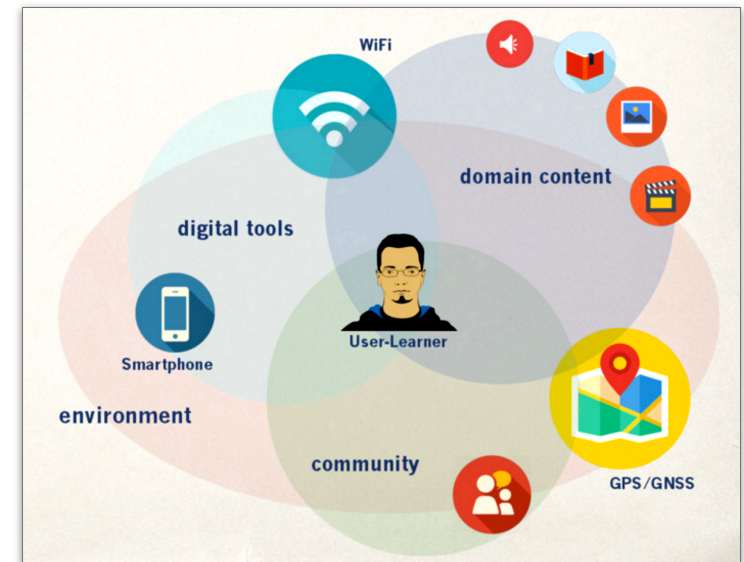 WiFi
domain content
digital tools
User-Learner
Smartphone
environment
community
GPS/GNSS